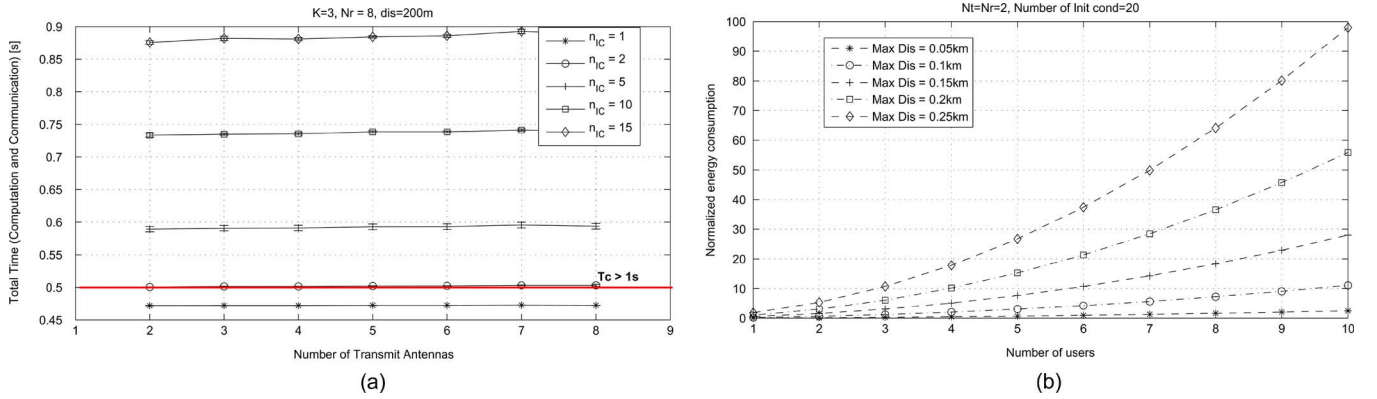 K=3, Nr = 8, dis=200m
Total Time (Computation and Communication) [s]
0.9
0.85
0.8
0.75
0.7
0.65
0.6
0.55
0.5
0.45
n_IC = 1
n_IC = 2
n_IC = 5
n_IC = 10
n_IC = 15
Tc > 1s
1 2 3 4 5 6 7 8 9
Number of Transmit Antennas
(a)
Nt=Nr=2, Number of Init cond=20
Normalized energy consumption
100
90
80
70
60
50
40
30
20
10
0
Max Dis = 0.05km
Max Dis = 0.1km
Max Dis = 0.15km
Max Dis = 0.2km
Max Dis = 0.25km
1 2 3 4 5 6 7 8 9 10
Number of users
(b)